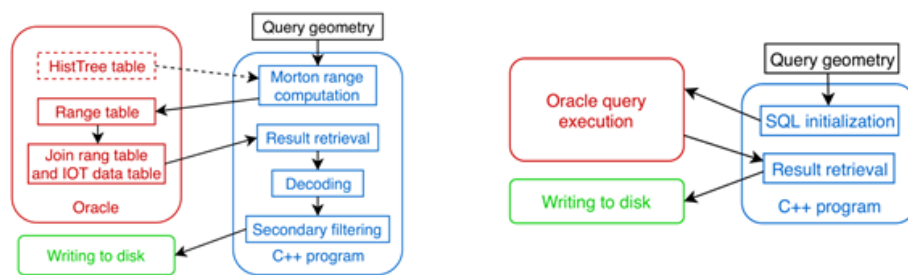 Query geometry
HistTree table
Morton range
computation
Range table
Result retrieval
Join rang table
and IOT data table
Decoding
Oracle
Secondary filtering
Writing to disk
C++ program
Query geometry
Oracle query
execution
SQL initialization
Result retrieval
Writing to disk
C++ program